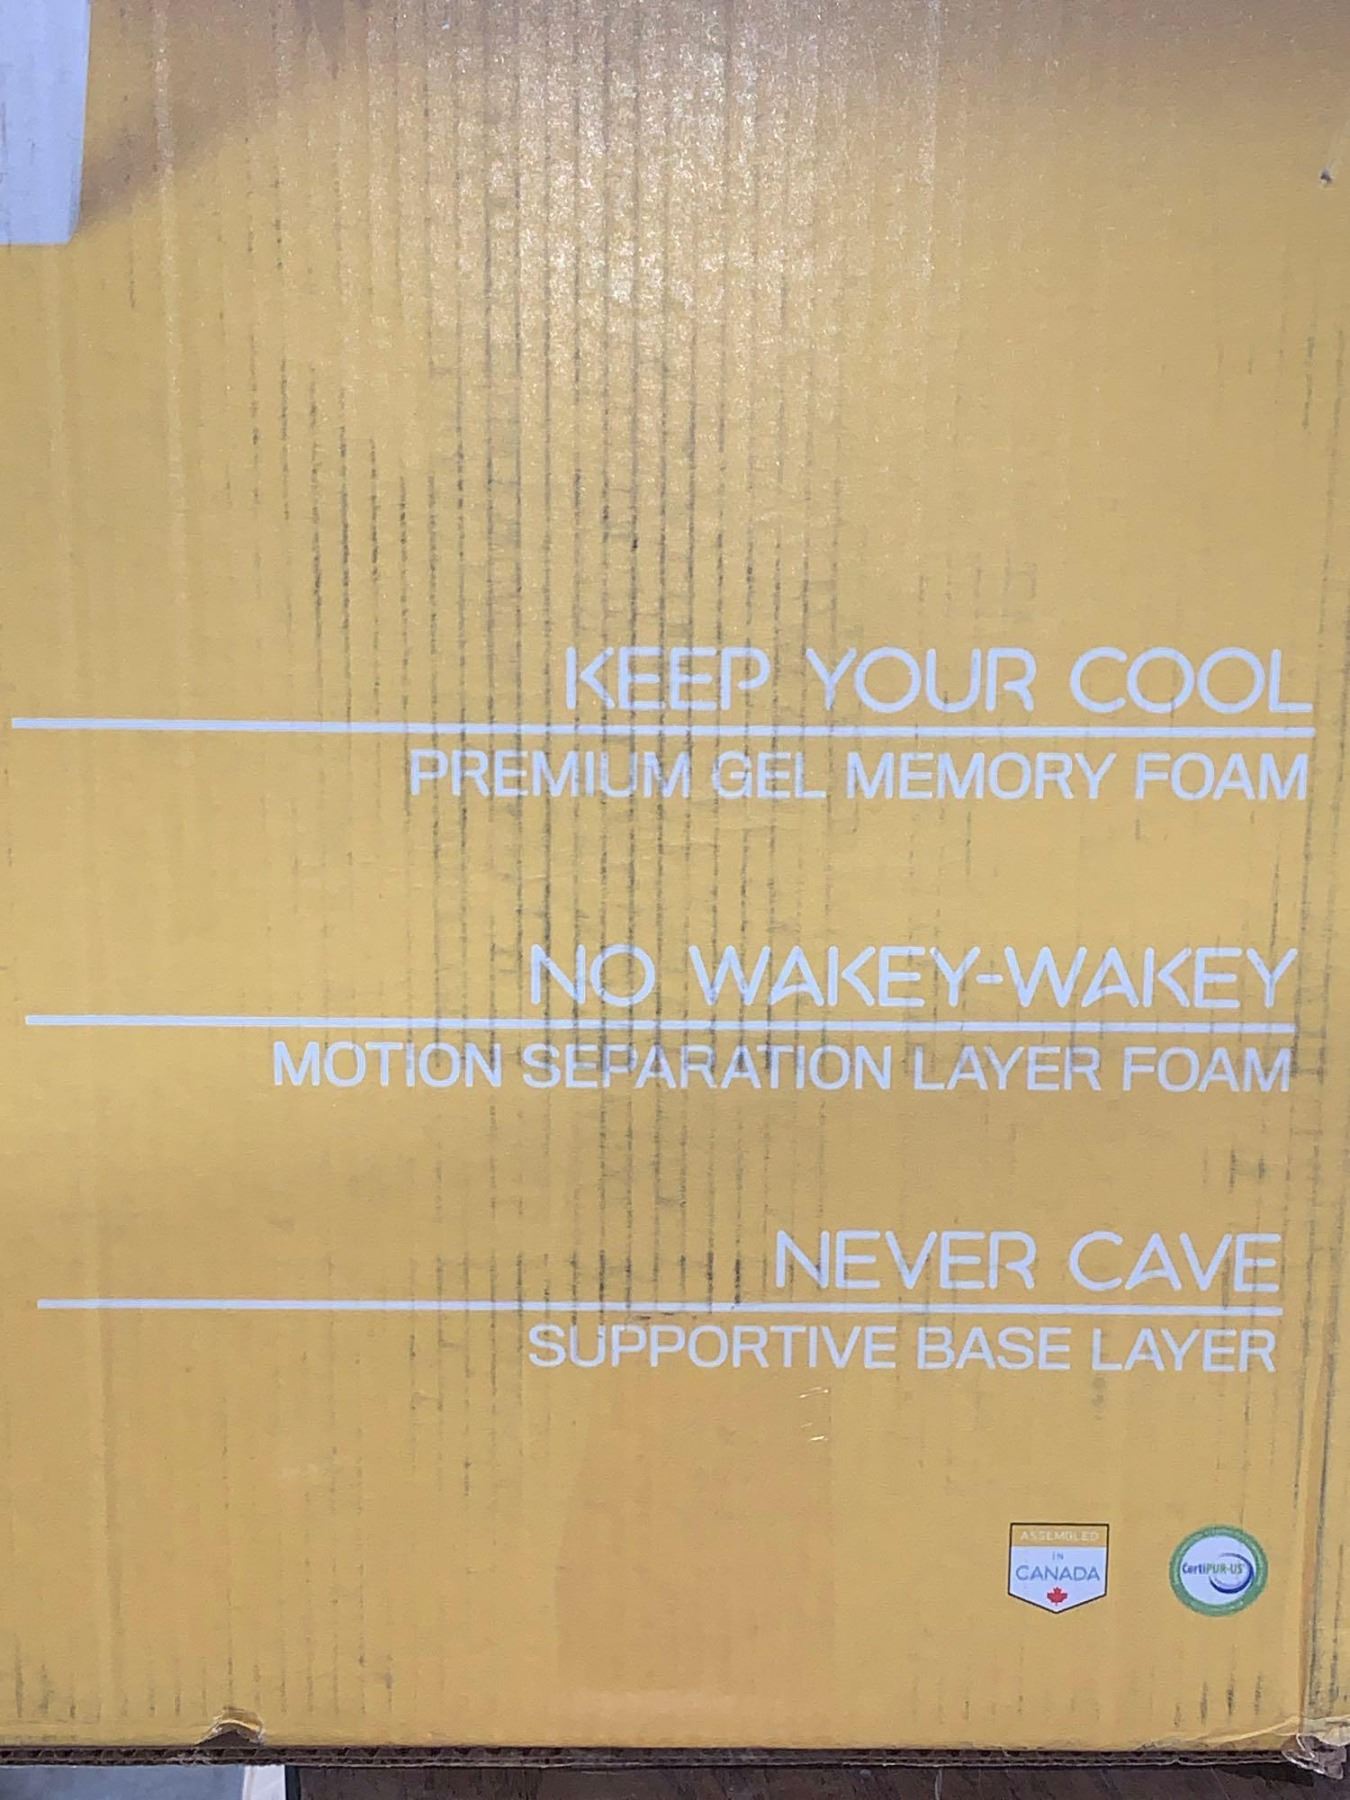 KEEP YOUR COOL
PREMIUM GEL MEMORY FOAM
NO WAKEY-WAKEY
MOTION SEPARATION LAYER FOAM
NEVER CAVE
SUPPORTIVE BASE LAYER
ASSEMBLED
IN
CANADA
CertiPUR-US